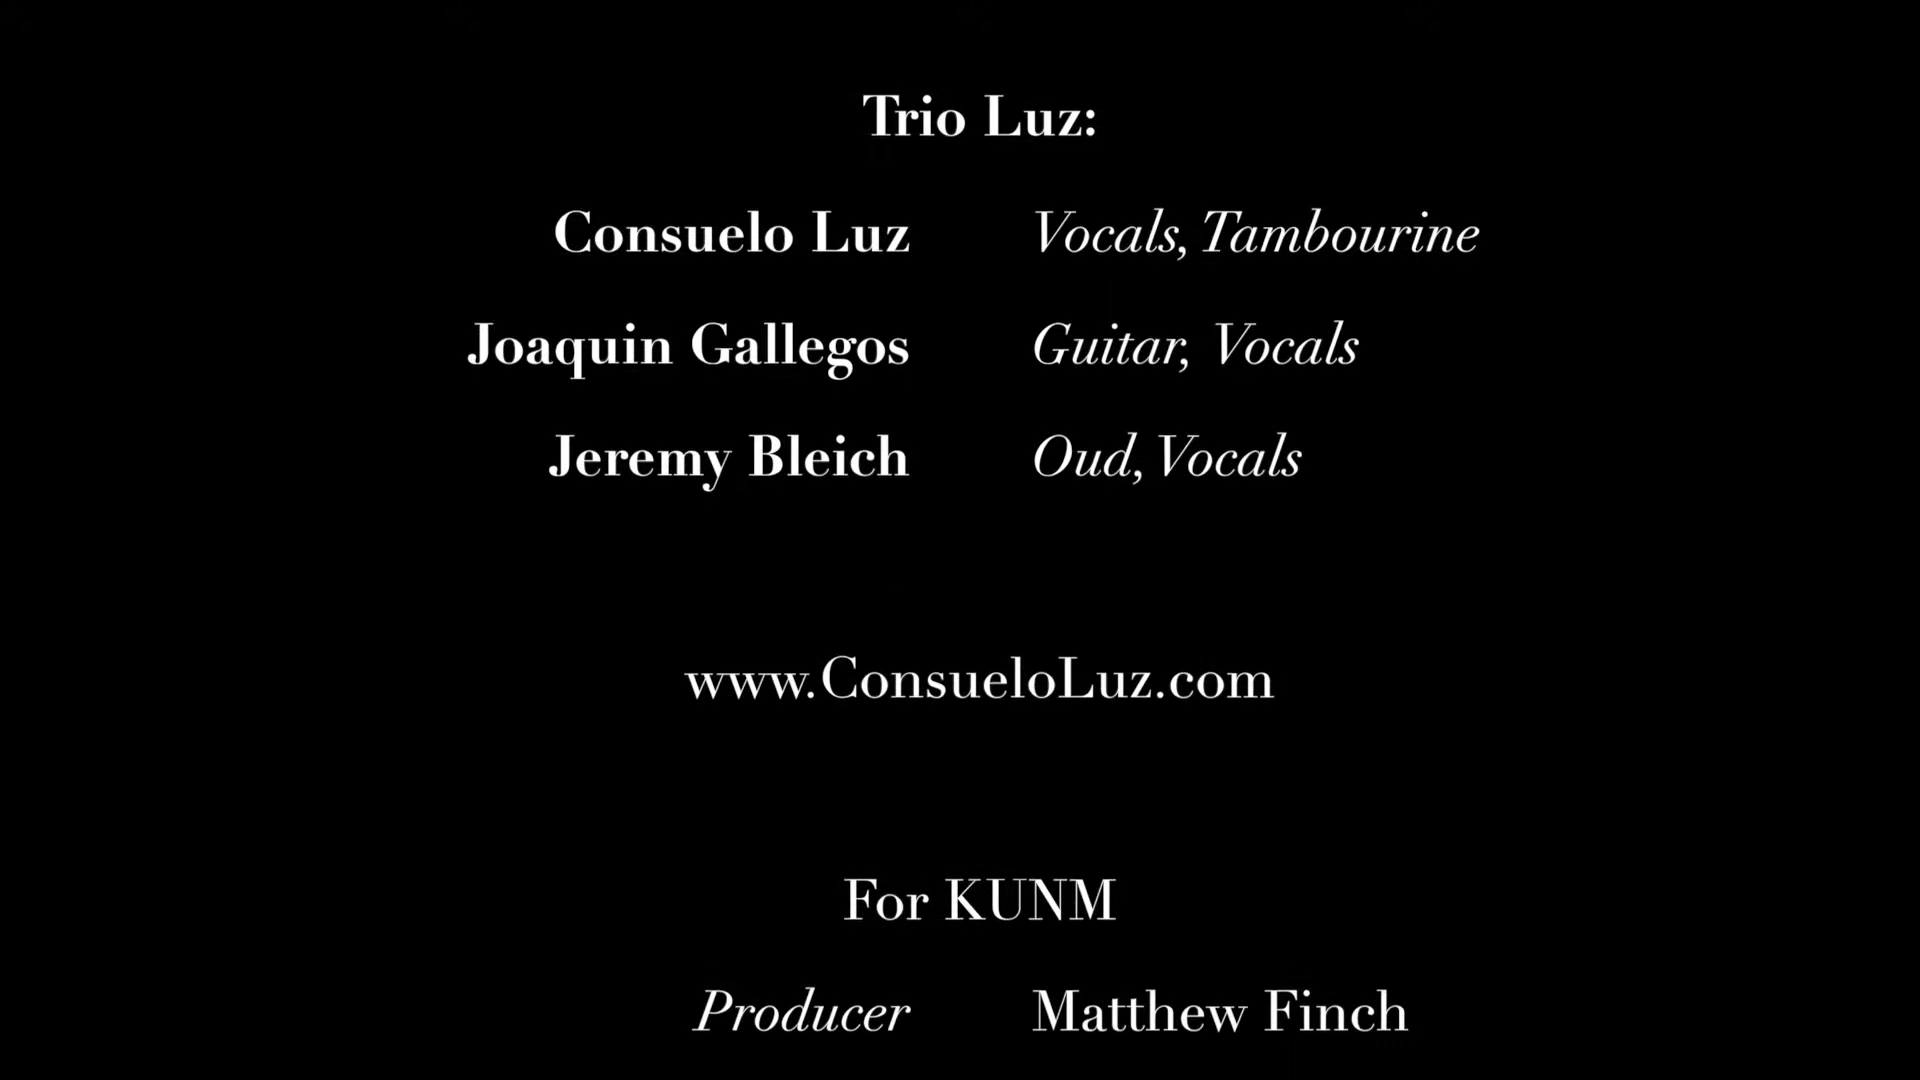 Trio Luz:
Consuelo Luz Vocals, Tambourine
Joaquin Gallegos Guitar, Vocals
Jeremy Bleich Oud, Vocals
www.ConsueloLuz.com
For KUNM
Producer Matthew Finch